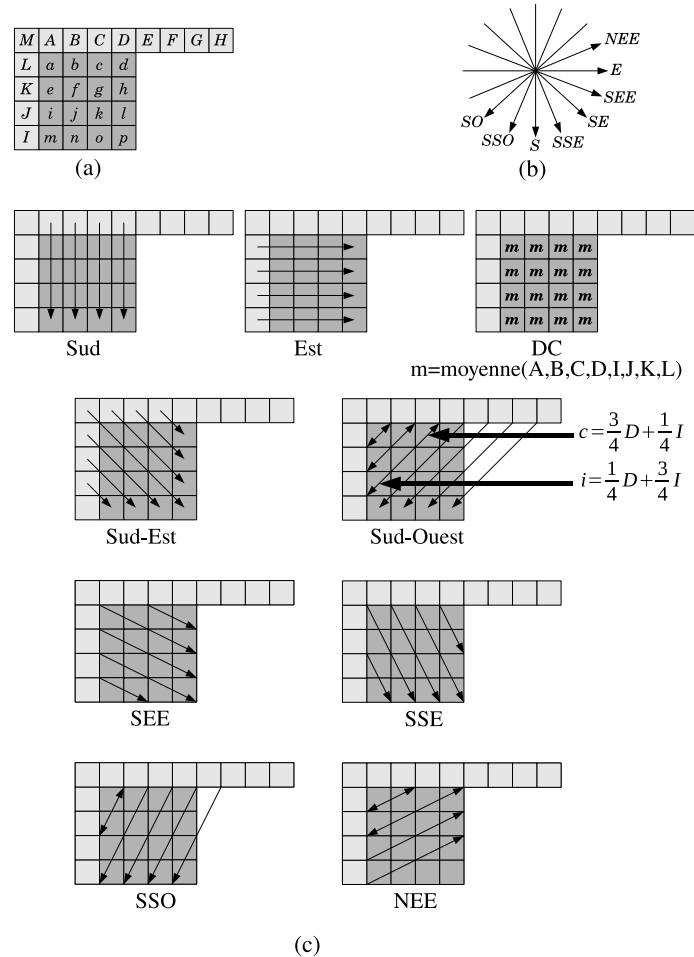 M A B C D E F G H
L a b c d
K e f g h
J i j k l
I m n o p
(a)
NEE
E
SEE
SE
SSE
S
SSO
SO
(b)
Sud
Est
m m m m
m m m m
m m m m
m m m m
DC
m=moyenne(A,B,C,D,I,J,K,L)
Sud-Est
c = 3/4 D + 1/4 I
i = 1/4 D + 3/4 I
Sud-Ouest
SEE
SSE
SSO
NEE
(c)